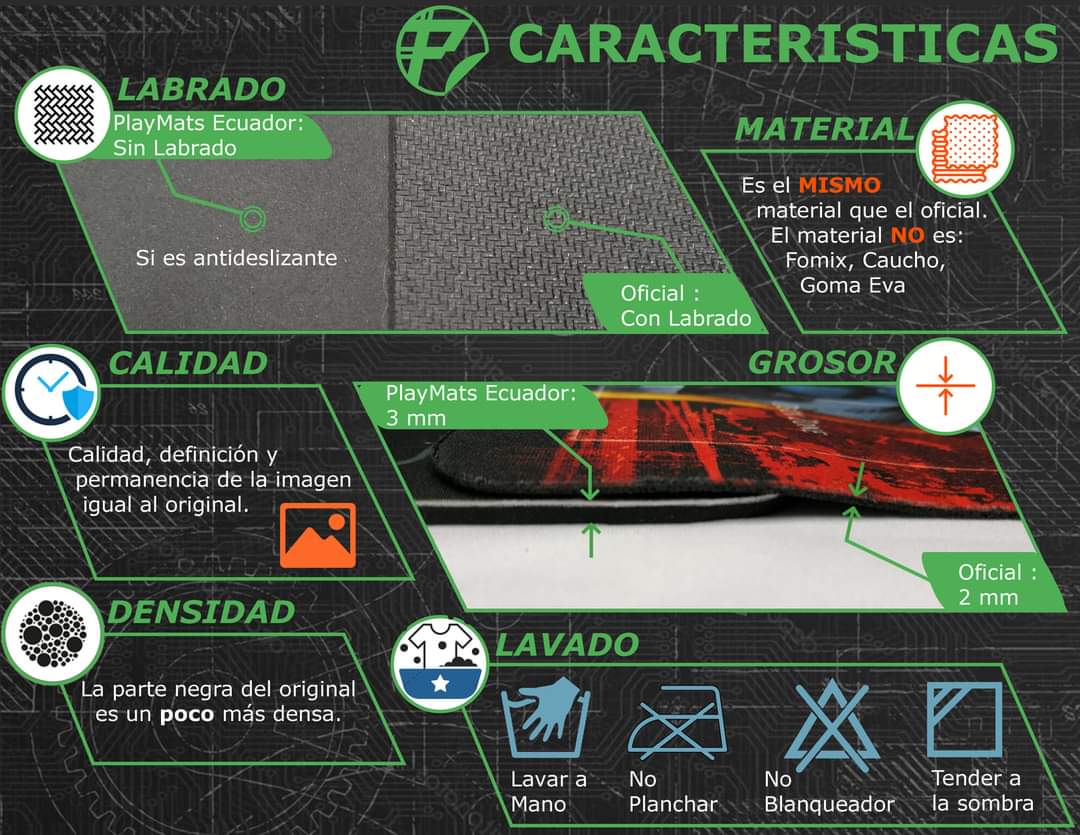 CARACTERISTICAS
LABRADO
PlayMats Ecuador:
Sin Labrado
Si es antideslizante
Oficial :
Con Labrado
MATERIAL
Es el MISMO
material que el oficial.
El material NO es:
Fomix, Caucho,
Goma Eva
CALIDAD
Calidad, definición y
permanencia de la imagen
igual al original.
GROSOR
PlayMats Ecuador:
3 mm
Oficial :
2 mm
DENSIDAD
La parte negra del original
es un poco más densa.
LAVADO
Lavar a
Mano
No
Planchar
No
Blanqueador
Tender a
la sombra